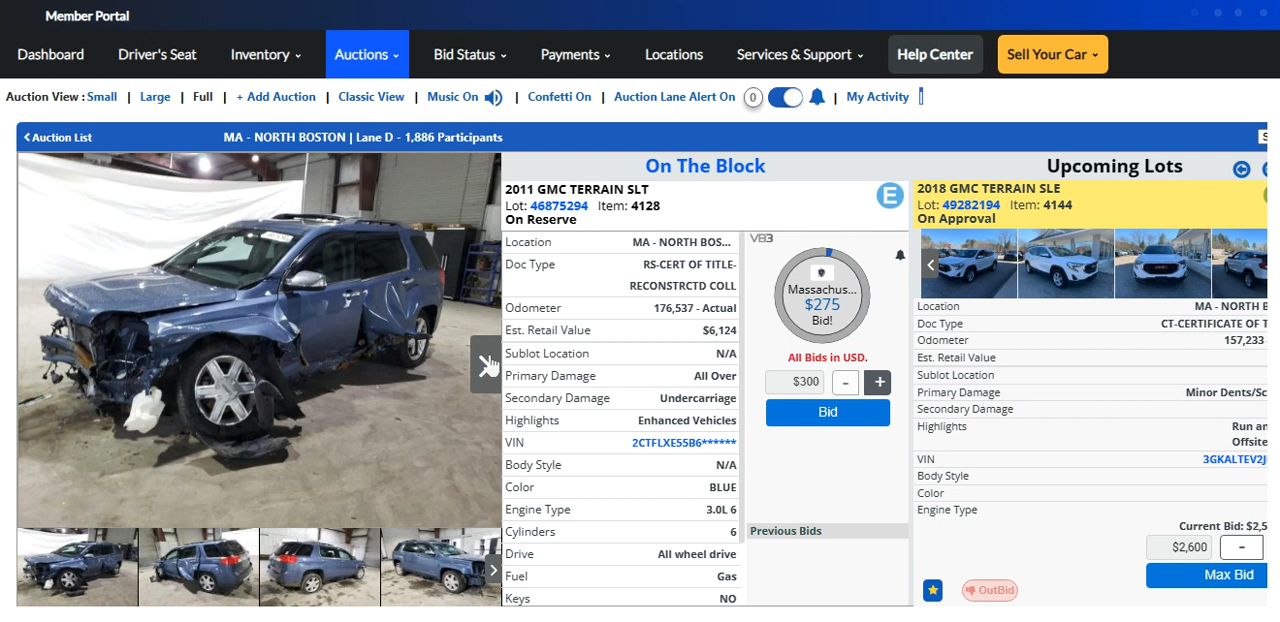 Member Portal
Dashboard Driver's Seat Inventory Auctions Bid Status Payments Locations Services & Support Help Center Sell Your Car
Auction View : Small | Large | Full | + Add Auction | Classic View | Music On | Confetti On | Auction Lane Alert On 0 | My Activity
Auction List MA - NORTH BOSTON | Lane D - 1,886 Participants S
On The Block
2011 GMC TERRAIN SLT
Lot: 46875294 Item: 4128
On Reserve
E
Location MA - NORTH BOS...
Doc Type RS-CERT OF TITLE-
RECONSTRCTD COLL
Odometer 176,537 - Actual
Est. Retail Value $6,124
Sublot Location N/A
Primary Damage All Over
Secondary Damage Undercarriage
Highlights Enhanced Vehicles
VIN 2CTFLXE55B6******
Body Style N/A
Color BLUE
Engine Type 3.0L 6
Cylinders 6
Drive All wheel drive
Fuel Gas
Keys NO
VB3
Massachus...
$275
Bid!
All Bids in USD.
$300 - +
Bid
Previous Bids
Upcoming Lots
2018 GMC TERRAIN SLE
Lot: 49282194 Item: 4144
On Approval
Location MA - NORTH B
Doc Type CT-CERTIFICATE OF T
Odometer 157,233
Est. Retail Value
Sublot Location
Primary Damage Minor Dents/Sc
Secondary Damage
Highlights Run an
Offsite
VIN 3GKALTEV2J
Body Style
Color
Engine Type
Current Bid: $2,5
$2,600 -
Max Bid
OutBid